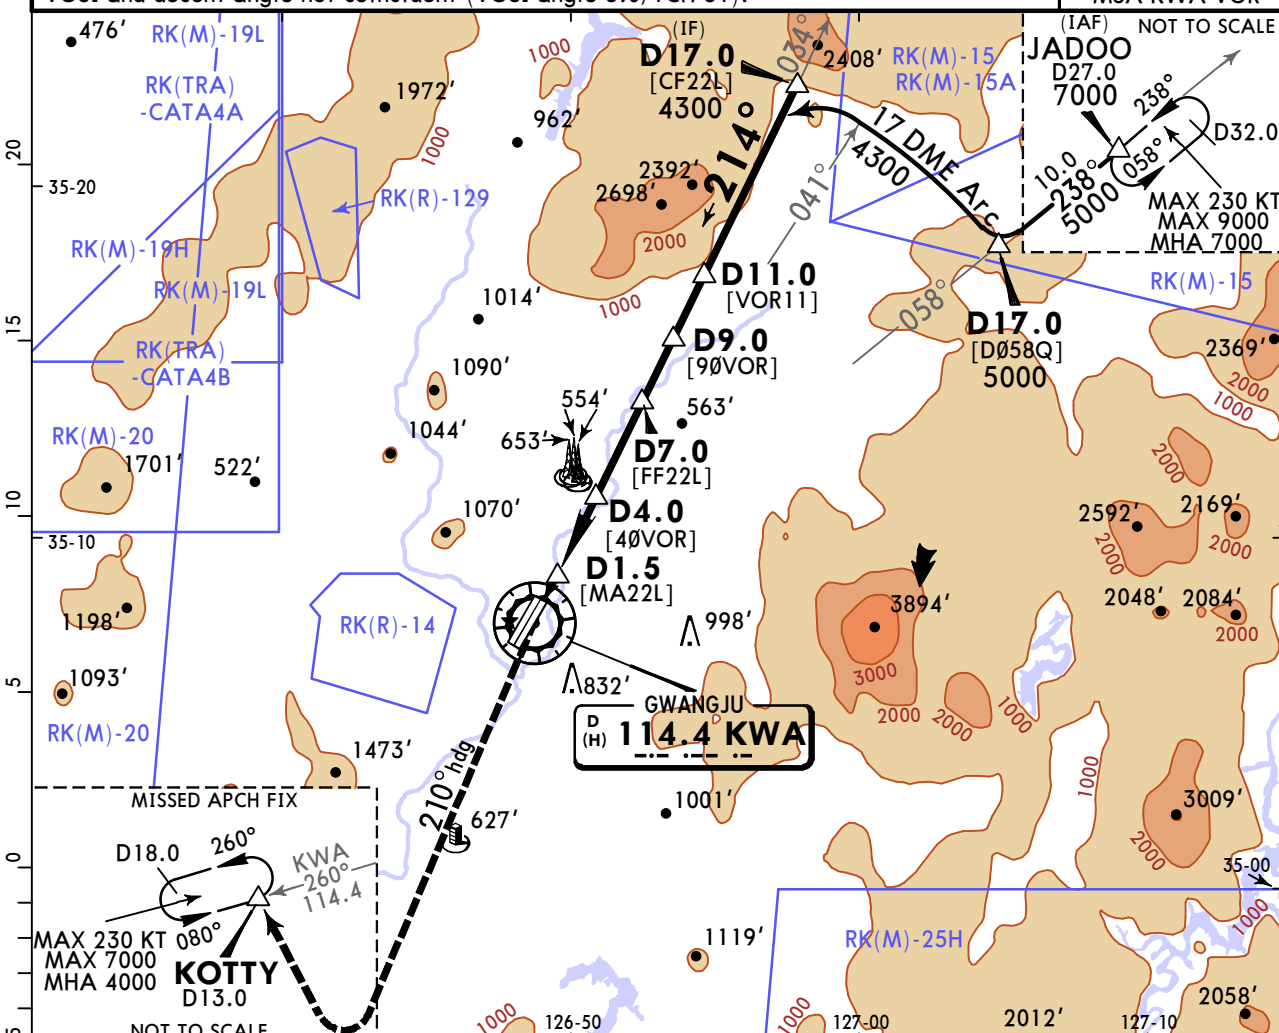 476'
RK(M)-19L
RK(TRA)
-CATA4A
1972'
1000
962'
1000
(IF)
D17.0
[CF22L]
4300
034°
2408'
RK(M)-15
RK(M)-15A
(IAF)
NOT TO SCALE
JADOO
D27.0
7000
238°
D32.0
058°
10.0
238°
5000
MAX 230 KT
MAX 9000
MHA 7000
17 DME Arc
4300
214°
041°
20
35-20
RK(R)-129
2392'
2698'
2000
RK(M)-19H
RK(M)-19L
1014'
1000
D11.0
[VOR11]
058°
RK(M)-15
D17.0
[DØ58Q]
5000
2369'
2000
1000
15
RK(TRA)
-CATA4B
1090'
D9.0
[9ØVOR]
554'
563'
1044'
653'
D7.0
[FF22L]
RK(M)-20
1701'
522'
2000
10
35-10
1070'
D4.0
[4ØVOR]
2592'
2169'
2000
2000
D1.5
[MA22L]
1198'
RK(R)-14
998'
3894'
2048'
2084'
2000
3000
2000
2000
1000
5
1093'
832'
RK(M)-20
GWANGJU
D
(H)
114.4 KWA
1473'
210° hdg
1000
MISSED APCH FIX
627'
1001'
3009'
2000
0
D18.0
260°
KWA
260°
114.4
35-00
080°
MAX 230 KT
MAX 7000
MHA 4000
KOTTY
D13.0
NOT TO SCALE
1119'
RK(M)-25H
1000
2058'
1000
126-50
1000
127-00
2012'
127-10